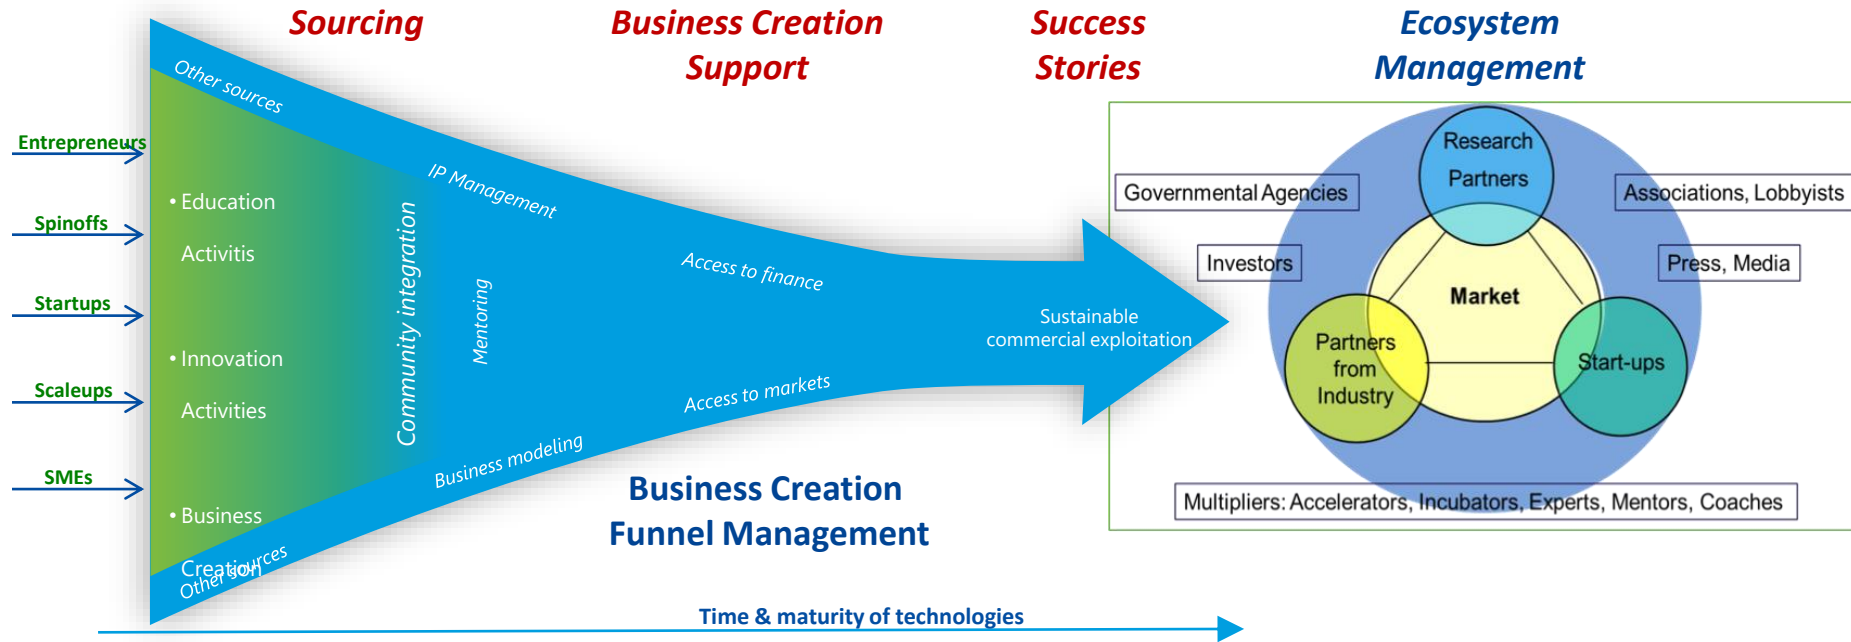 Sourcing
Business Creation
Support
Success
Stories
Ecosystem
Management
Entrepreneurs
Spinoffs
Startups
Scaleups
SMEs
Other sources
• Education
Activitis
• Innovation
Activities
• Business
Creation
Other sources
Community integration
Mentoring
IP Management
Access to finance
Business modeling
Access to markets
Sustainable
commercial exploitation
Business Creation
Funnel Management
Time & maturity of technologies
Research
Partners
Governmental Agencies
Associations, Lobbyists
Investors
Press, Media
Market
Partners
from
Industry
Start-ups
Multipliers: Accelerators, Incubators, Experts, Mentors, Coaches